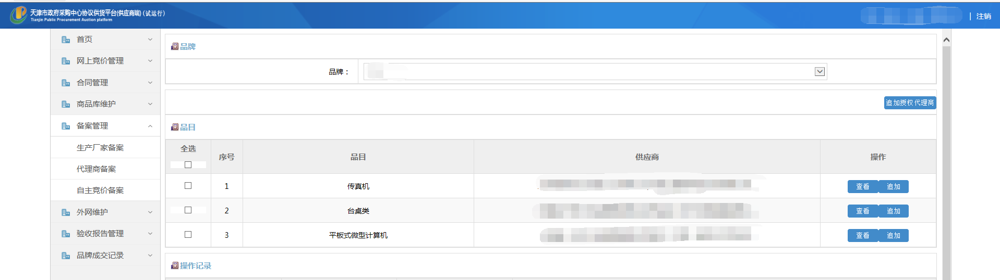 天津市政府采购中心协议供货平台(供应商端)(试运行)
Tianjin Public Procurement Auction platform
| 注销
首页
网上竞价管理
合同管理
商品库维护
备案管理
生产厂家备案
代理商备案
自主竞价备案
外网维护
验收报告管理
品牌成交记录
品牌
品牌：
追加授权代理商
品目
全选 序号 品目 供应商 操作
1 传真机 查看 追加
2 台桌类 查看 追加
3 平板式微型计算机 查看 追加
操作记录